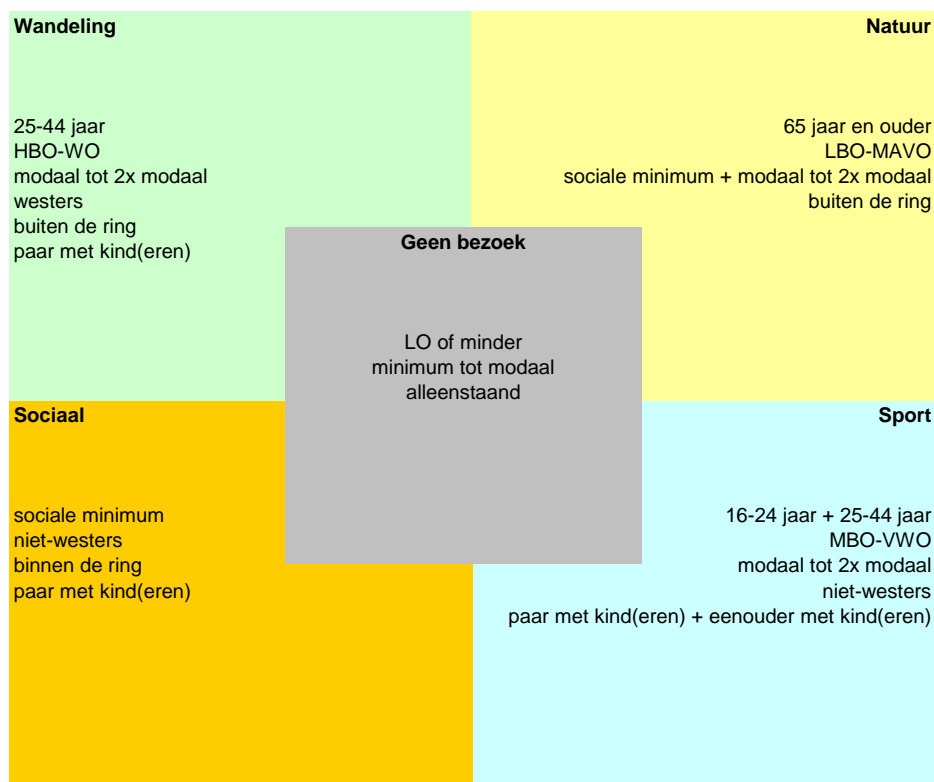 Wandeling
25-44 jaar
HBO-WO
modaal tot 2x modaal
westers
buiten de ring
paar met kind(eren)
Natuur
65 jaar en ouder
LBO-MAVO
sociale minimum + modaal tot 2x modaal
buiten de ring
Geen bezoek
LO of minder
minimum tot modaal
alleenstaand
Sociaal
sociale minimum
niet-westers
binnen de ring
paar met kind(eren)
Sport
16-24 jaar + 25-44 jaar
MBO-VWO
modaal tot 2x modaal
niet-westers
paar met kind(eren) + eenouder met kind(eren)